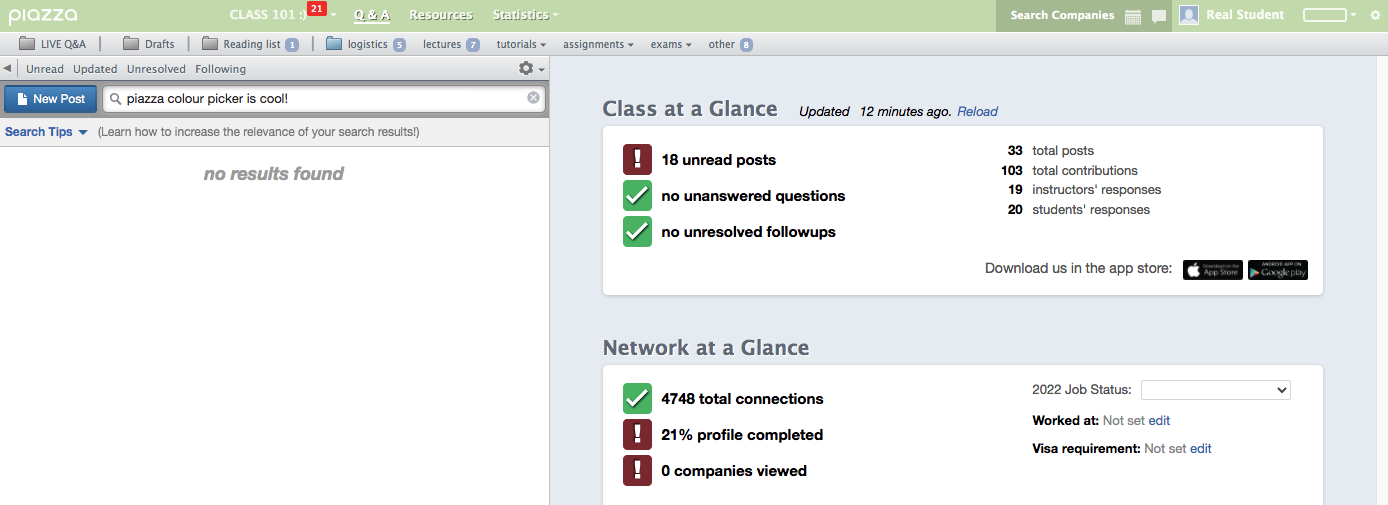 piazza CLASS 101 :) 21 Q & A Resources Statistics Search Companies Real Student
LIVE Q&A Drafts Reading list 1 logistics 5 lectures 7 tutorials assignments exams other 8
Unread Updated Unresolved Following
New Post piazza colour picker is cool!
Search Tips (Learn how to increase the relevance of your search results!)
no results found
Class at a Glance Updated 12 minutes ago. Reload
18 unread posts
no unanswered questions
no unresolved followups
33 total posts
103 total contributions
19 instructors' responses
20 students' responses
Download us in the app store: Download on the App Store ANDROID APP ON Google play
Network at a Glance
4748 total connections
21% profile completed
0 companies viewed
2022 Job Status:
Worked at: Not set edit
Visa requirement: Not set edit